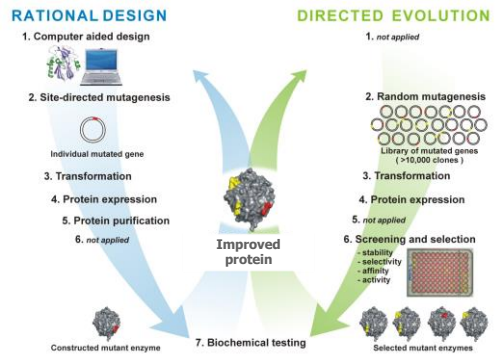 RATIONAL DESIGN
1. Computer aided design
2. Site-directed mutagenesis
Individual mutated gene
3. Transformation
4. Protein expression
5. Protein purification
6. not applied
Constructed mutant enzyme
Improved
protein
7. Biochemical testing
DIRECTED EVOLUTION
1. not applied
2. Random mutagenesis
Library of mutated genes
( >10,000 clones )
3. Transformation
4. Protein expression
5. not applied
6. Screening and selection
- stability
- selectivity
- affinity
- activity
Selected mutant enzymes